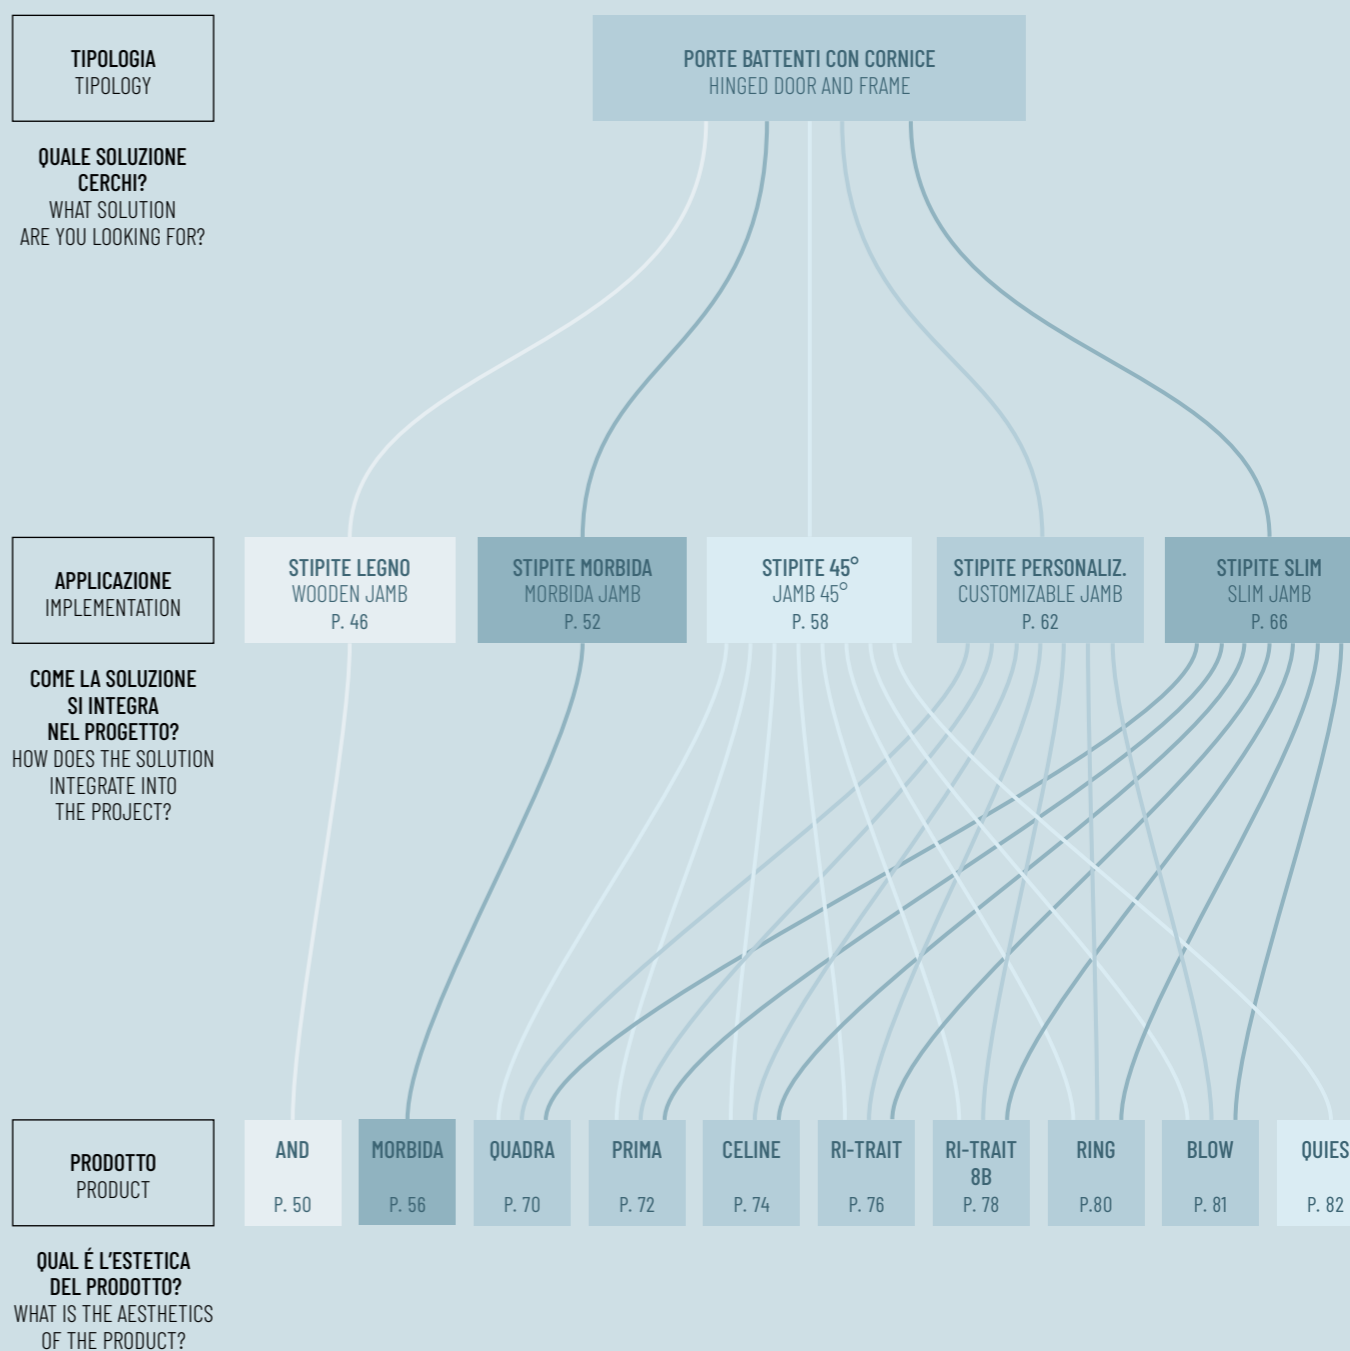 TIPOLOGIA
TIPOLOGY
PORTE BATTENTI CON CORNICE
HINGED DOOR AND FRAME
QUALE SOLUZIONE
CERCHI?
WHAT SOLUTION
ARE YOU LOOKING FOR?
APPLICAZIONE
IMPLEMENTATION
STIPITE LEGNO
WOODEN JAMB
P. 46
STIPITE MORBIDA
MORBIDA JAMB
P. 52
STIPITE 45°
JAMB 45°
P. 58
STIPITE PERSONALIZ.
CUSTOMIZABLE JAMB
P. 62
STIPITE SLIM
SLIM JAMB
P. 66
COME LA SOLUZIONE
SI INTEGRA
NEL PROGETTO?
HOW DOES THE SOLUTION
INTEGRATE INTO
THE PROJECT?
PRODOTTO
PRODUCT
AND
P. 50
MORBIDA
P. 56
QUADRA
P. 70
PRIMA
P. 72
CELINE
P. 74
RI-TRAIT
P. 76
RI-TRAIT
8B
P. 78
RING
P.80
BLOW
P. 81
QUIES
P. 82
QUAL É L'ESTETICA
DEL PRODOTTO?
WHAT IS THE AESTHETICS
OF THE PRODUCT?